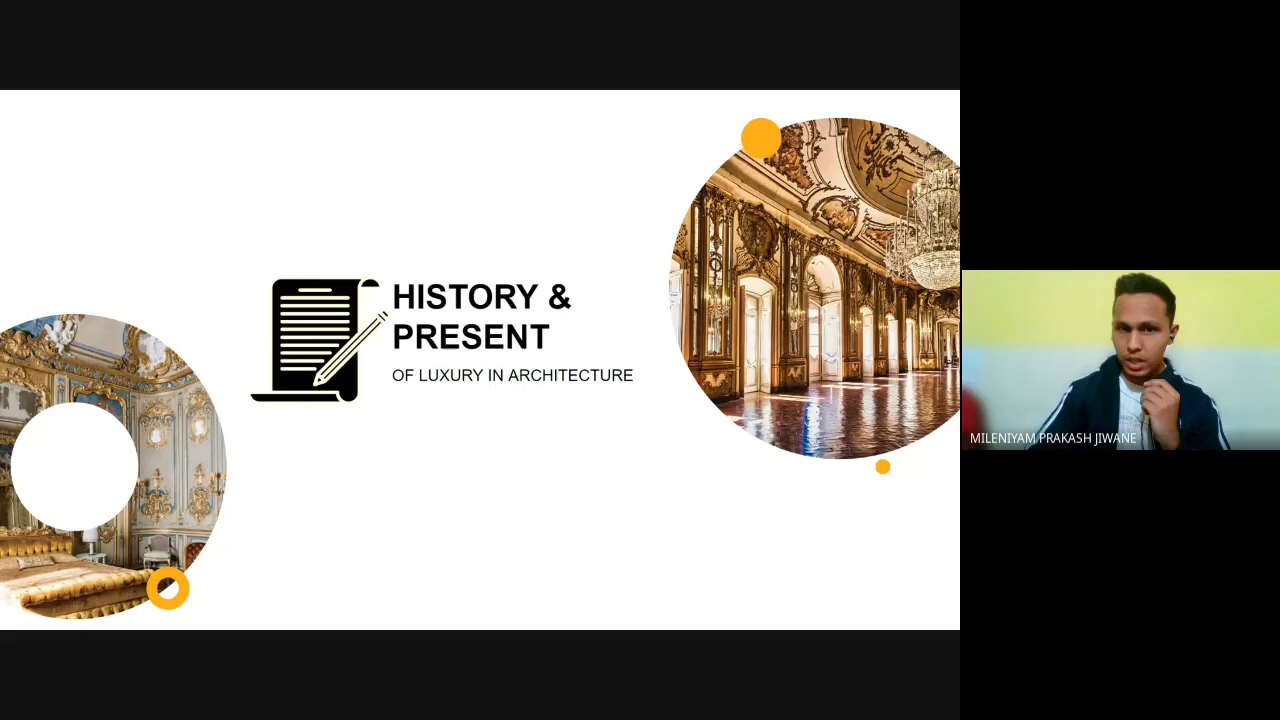 HISTORY &
PRESENT
OF LUXURY IN ARCHITECTURE
MILENIYAM PRAKASH JIWANE